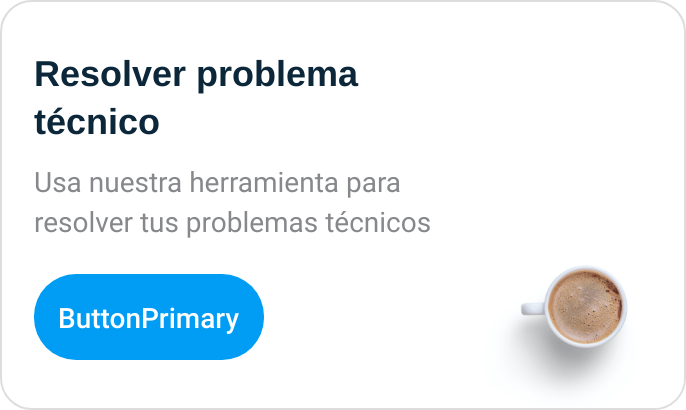 Resolver problema
técnico
Usa nuestra herramienta para
resolver tus problemas técnicos
ButtonPrimary